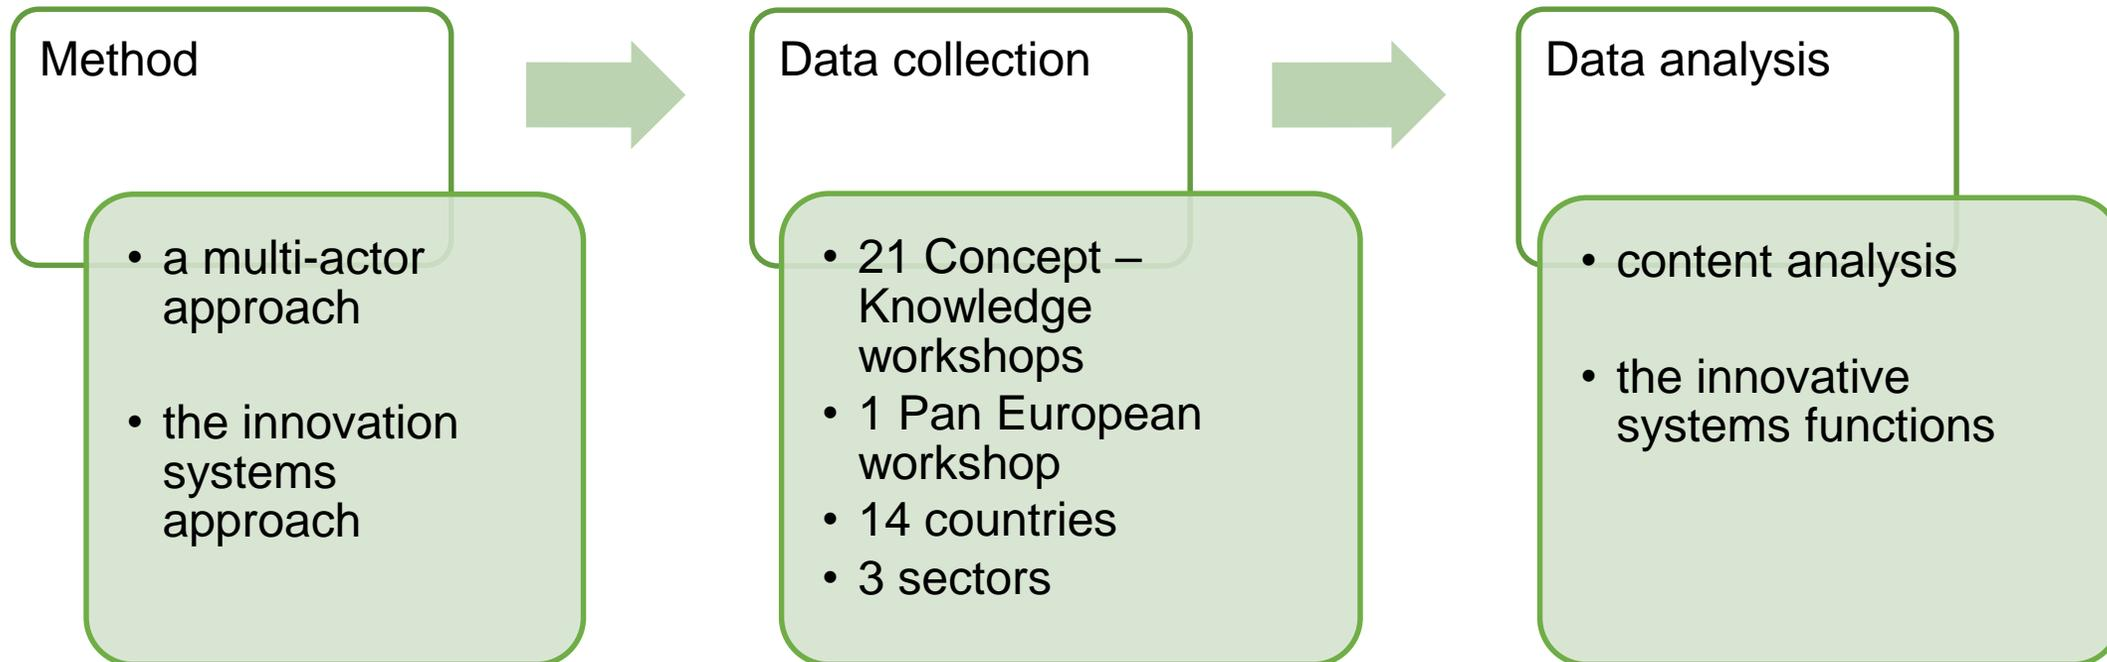 Method
• a multi-actor
approach
• the innovation
systems
approach
Data collection
• 21 Concept –
Knowledge
workshops
• 1 Pan European
workshop
• 14 countries
• 3 sectors
Data analysis
• content analysis
• the innovative
systems functions